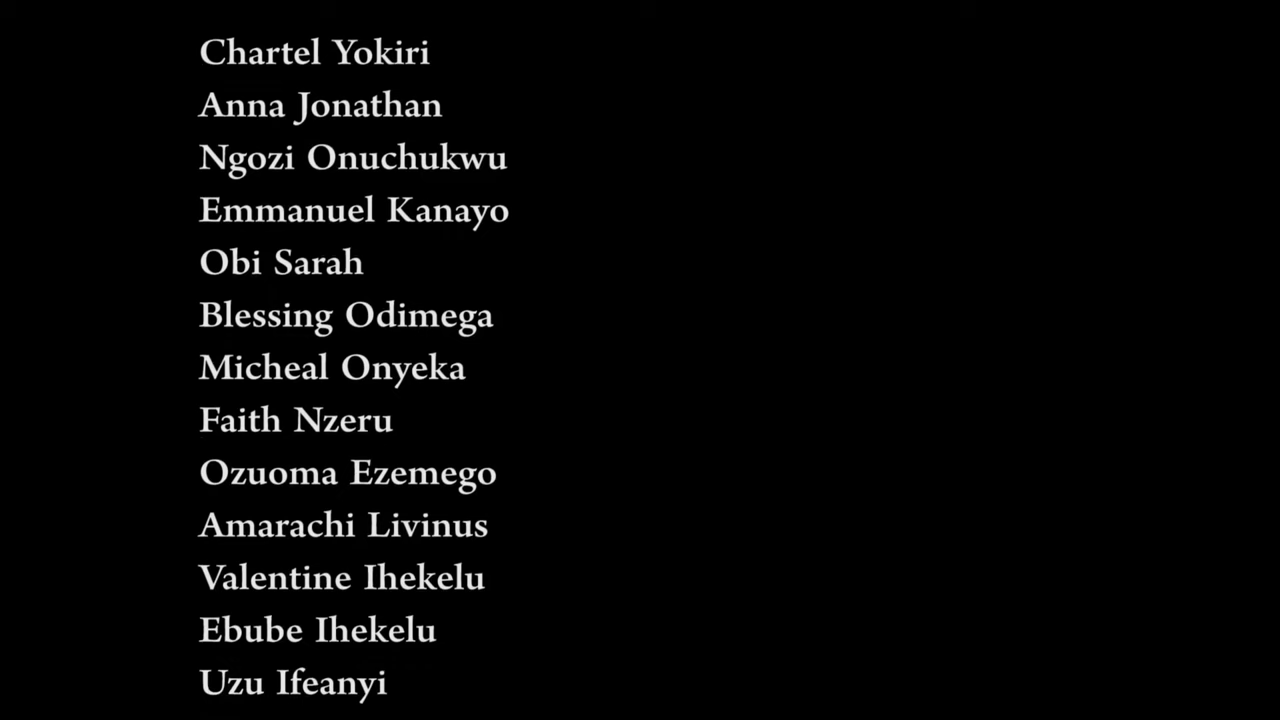 Chartel Yokiri
Anna Jonathan
Ngozi Onuchukwu
Emmanuel Kanayo
Obi Sarah
Blessing Odimega
Micheal Onyeka
Faith Nzeru
Ozuoma Ezemego
Amarachi Livinus
Valentine Ihekelu
Ebube Ihekelu
Uzu Ifeanyi